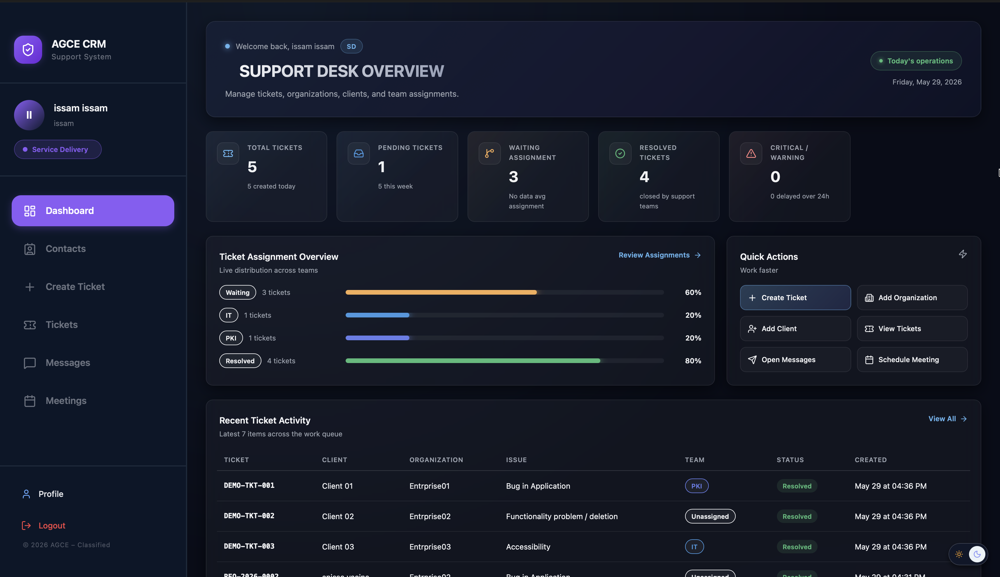 AGCE CRM
Support System
issam issam
issam
Service Delivery
Dashboard
Contacts
Create Ticket
Tickets
Messages
Meetings
Profile
Logout
© 2026 AGCE – Classified
Welcome back, issam issam SD
SUPPORT DESK OVERVIEW
Manage tickets, organizations, clients, and team assignments.
Today's operations
Friday, May 29, 2026
TOTAL TICKETS
5
5 created today
PENDING TICKETS
1
5 this week
WAITING
ASSIGNMENT
3
No data avg
assignment
RESOLVED
TICKETS
4
closed by support
teams
CRITICAL /
WARNING
0
0 delayed over 24h
Ticket Assignment Overview
Live distribution across teams
Review Assignments
Waiting 3 tickets 60%
IT 1 tickets 20%
PKI 1 tickets 20%
Resolved 4 tickets 80%
Quick Actions
Work faster
Create Ticket
Add Organization
Add Client
View Tickets
Open Messages
Schedule Meeting
Recent Ticket Activity
Latest 7 items across the work queue
View All
TICKET CLIENT ORGANIZATION ISSUE TEAM STATUS CREATED
DEMO-TKT-001 Client 01 Entrprise01 Bug in Application PKI Resolved May 29 at 04:36 PM
DEMO-TKT-002 Client 02 Entrprise02 Functionality problem / deletion Unassigned Resolved May 29 at 04:36 PM
DEMO-TKT-003 Client 03 Entrprise03 Accessibility IT Resolved May 29 at 04:36 PM
REQ-2026-0002 Entrprise02 Bug in Application Unassigned Resolved May 29 at 04:31 PM